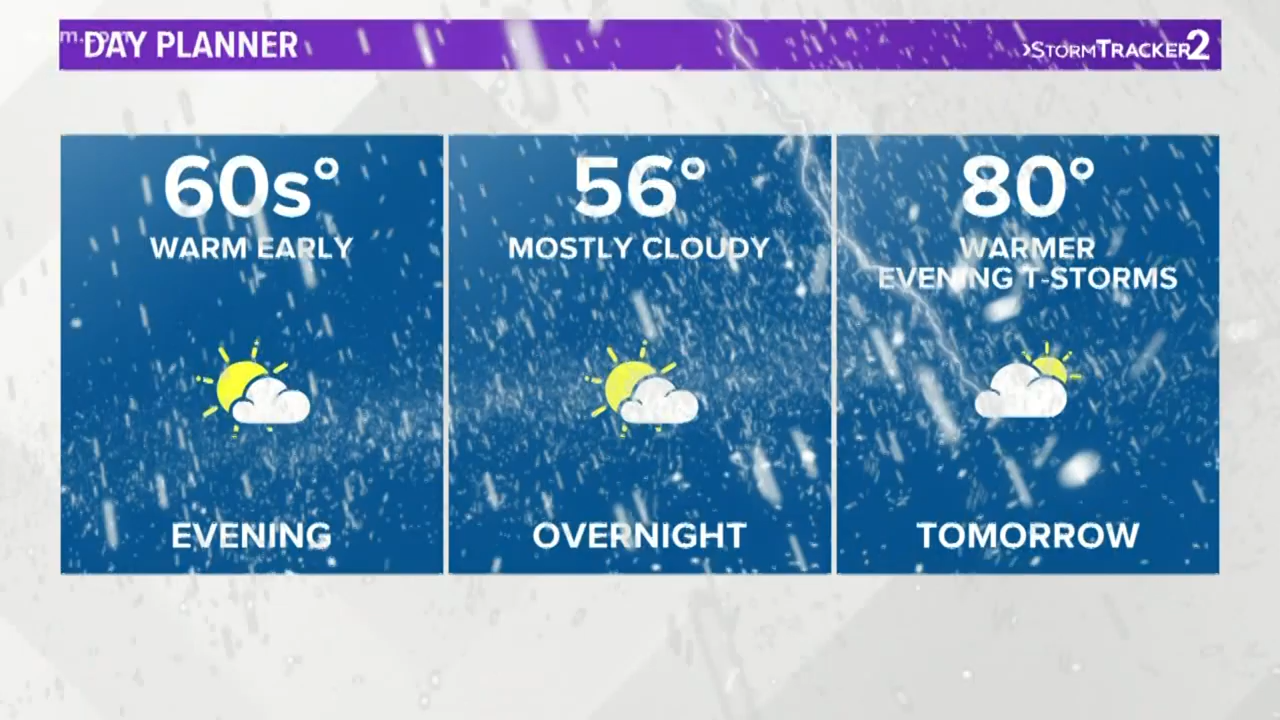 DAY PLANNER
›STORMTRACKER2
60s°
WARM EARLY
EVENING
56°
MOSTLY CLOUDY
OVERNIGHT
80°
WARMER
EVENING T-STORMS
TOMORROW